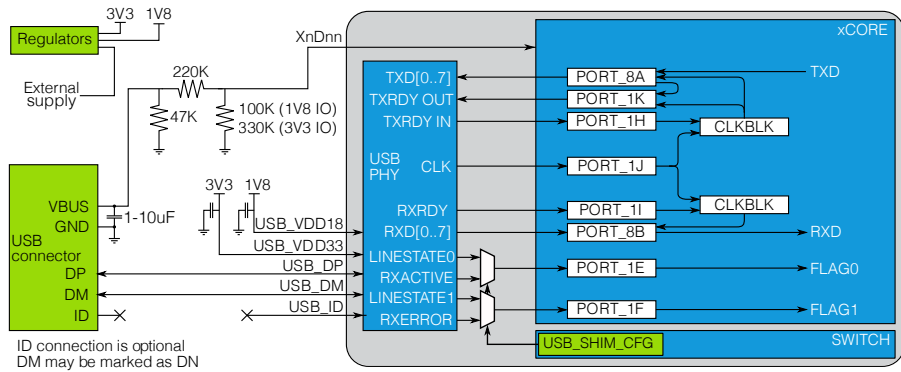 3V3 1V8
Regulators
External
supply
220K
47K
100K (1V8 IO)
330K (3V3 IO)
XnDnn
xCORE
TXD[0..7]
PORT_8A
TXD
TXRDY OUT
PORT_1K
TXRDY IN
PORT_1H
CLKBLK
USB
PHY
CLK
PORT_1J
RXRDY
PORT_1I
CLKBLK
RXD[0..7]
PORT_8B
RXD
LINESTATE0
RXACTIVE
PORT_1E
FLAG0
LINESTATE1
RXERROR
PORT_1F
FLAG1
USB_SHIM_CFG
SWITCH
3V3 1V8
USB_VDD18
USB_VDD33
USB_DP
USB_DM
USB_ID
VBUS
1-10uF
GND
USB
connector
DP
DM
ID
ID connection is optional
DM may be marked as DN